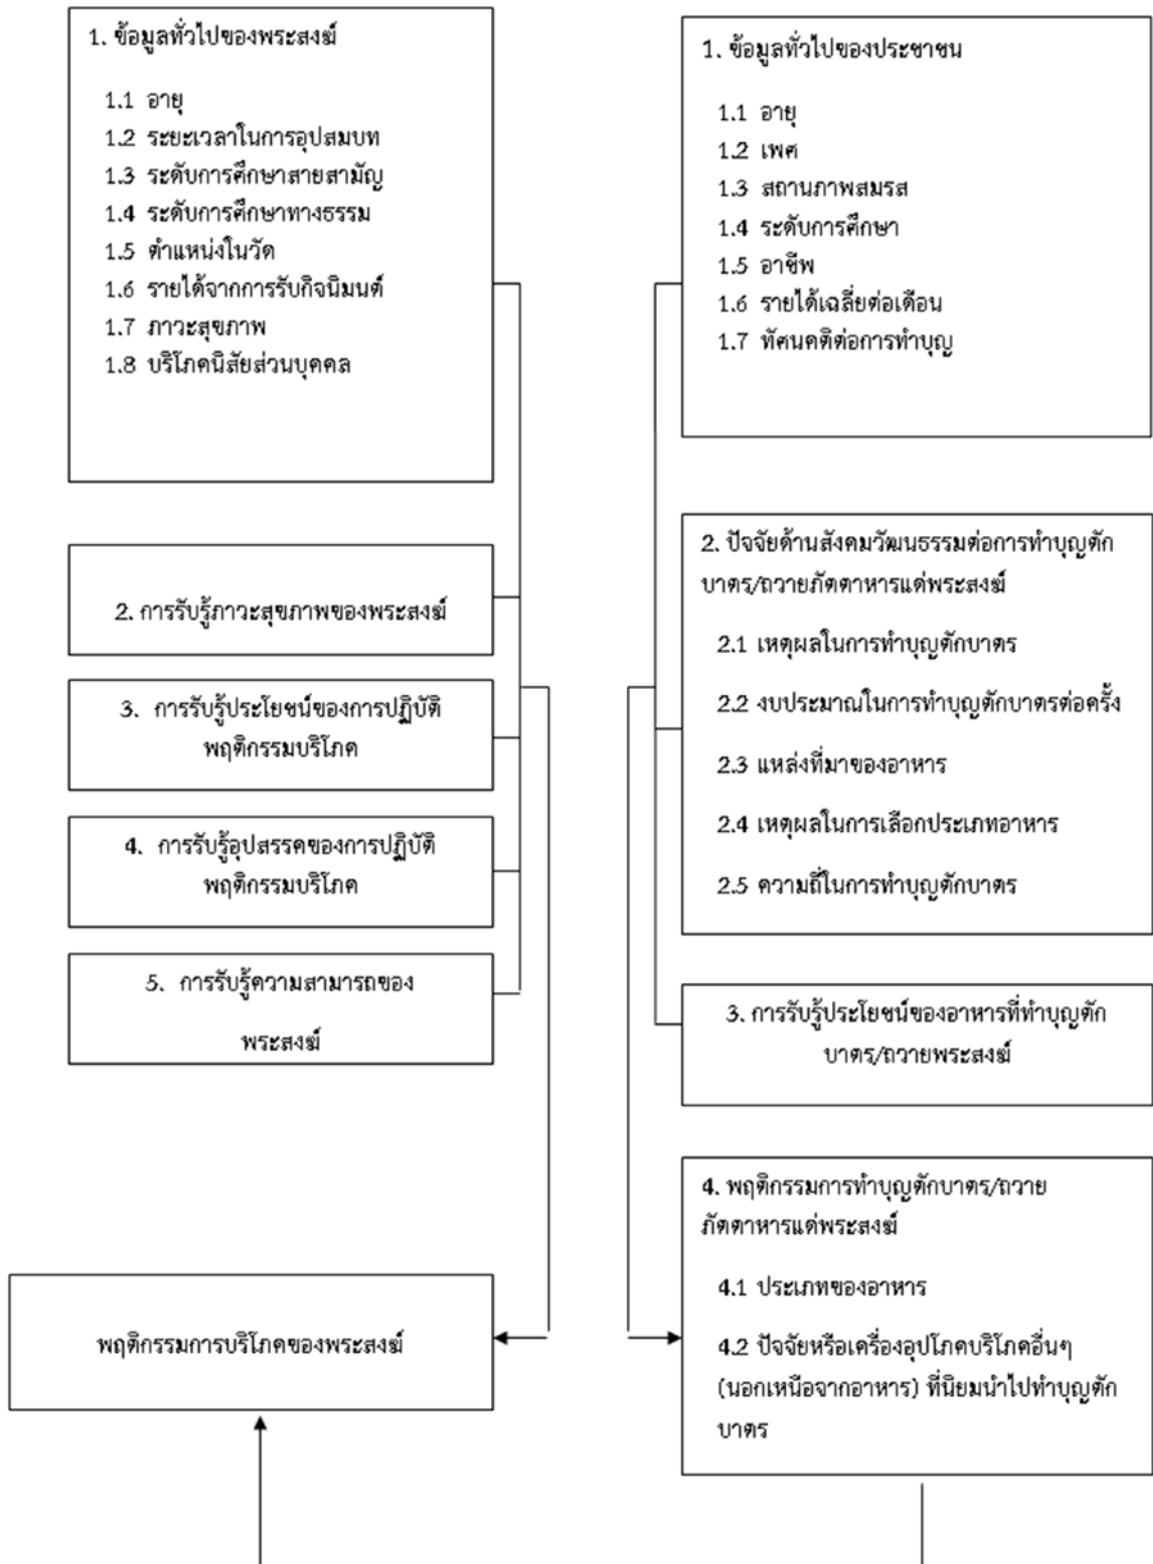 1. ข้อมูลทั่วไปของพระสงฆ์
1.1 อายุ
1.2 ระยะเวลาในการอุปสมบท
1.3 ระดับการศึกษาสายสามัญ
1.4 ระดับการศึกษาทางธรรม
1.5 ตำแหน่งในวัด
1.6 รายได้จากการรับกิจนิมนต์
1.7 ภาวะสุขภาพ
1.8 บริโภคนิสัยส่วนบุคคล
2. การรับรู้ภาวะสุขภาพของพระสงฆ์
3. การรับรู้ประโยชน์ของการปฏิบัติ
พฤติกรรมบริโภค
4. การรับรู้อุปสรรคของการปฏิบัติ
พฤติกรรมบริโภค
5. การรับรู้ความสามารถของ
พระสงฆ์
พฤติกรรมการบริโภคของพระสงฆ์
1. ข้อมูลทั่วไปของประชาชน
1.1 อายุ
1.2 เพศ
1.3 สถานภาพสมรส
1.4 ระดับการศึกษา
1.5 อาชีพ
1.6 รายได้เฉลี่ยต่อเดือน
1.7 ทัศนคติต่อการทำบุญ
2. ปัจจัยด้านสังคมวัฒนธรรมต่อการทำบุญตัก
บาตร/ถวายภัตตาหารแด่พระสงฆ์
2.1 เหตุผลในการทำบุญตักบาตร
2.2 งบประมาณในการทำบุญตักบาตรต่อครั้ง
2.3 แหล่งที่มาของอาหาร
2.4 เหตุผลในการเลือกประเภทอาหาร
2.5 ความถี่ในการทำบุญตักบาตร
3. การรับรู้ประโยชน์ของอาหารที่ทำบุญตัก
บาตร/ถวายพระสงฆ์
4. พฤติกรรมการทำบุญตักบาตร/ถวาย
ภัตตาหารแด่พระสงฆ์
4.1 ประเภทของอาหาร
4.2 ปัจจัยหรือเครื่องอุปโภคบริโภคอื่นๆ
(นอกเหนือจากอาหาร) ที่นิยมนำไปทำบุญตัก
บาตร